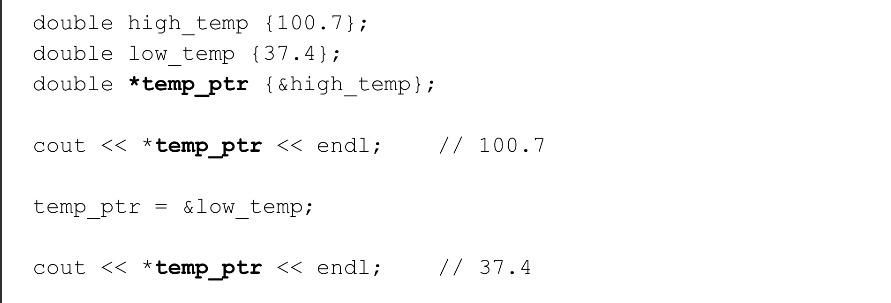 double high_temp {100.7};
double low_temp {37.4};
double *temp_ptr {&high_temp};
cout << *temp_ptr << endl;    // 100.7
temp_ptr = &low_temp;
cout << *temp_ptr << endl;    // 37.4